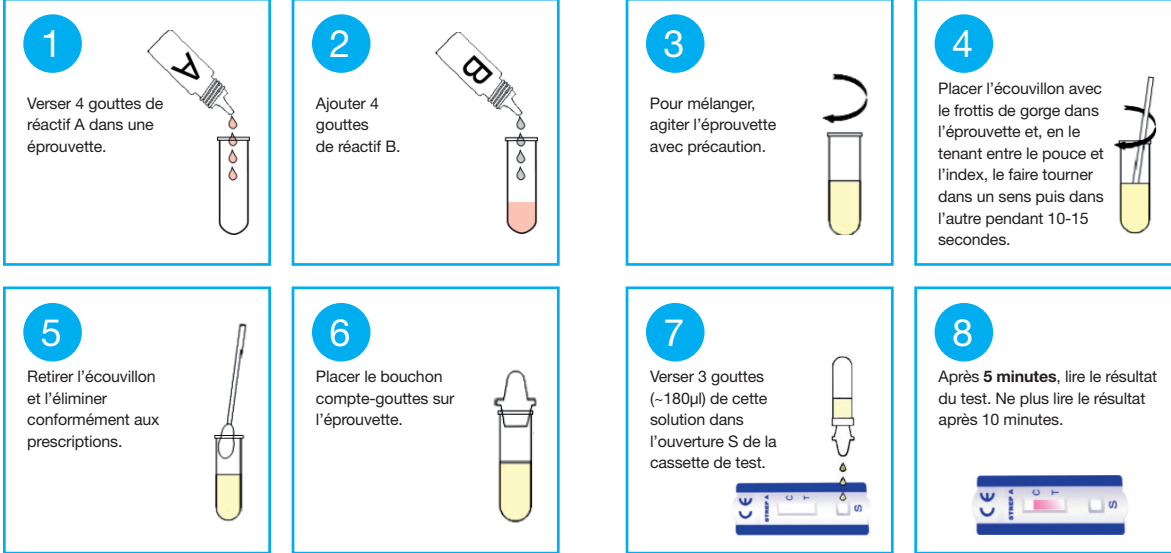 1
Verser 4 gouttes de
réactif A dans une
éprouvette.
A
2
Ajouter 4
gouttes
de réactif B.
B
3
Pour mélanger,
agiter l'éprouvette
avec précaution.
4
Placer l'écouvillon avec
le frottis de gorge dans
l'éprouvette et, en le
tenant entre le pouce et
l'index, le faire tourner
dans un sens puis dans
l'autre pendant 10-15
secondes.
5
Retirer l'écouvillon
et l'éliminer
conformément aux
prescriptions.
6
Placer le bouchon
compte-gouttes sur
l'éprouvette.
7
Verser 3 gouttes
(~180µl) de cette
solution dans
l'ouverture S de la
cassette de test.
CE
STREP A
C
T
S
8
Après 5 minutes, lire le résultat
du test. Ne plus lire le résultat
après 10 minutes.
CE
STREP A
C
T
S